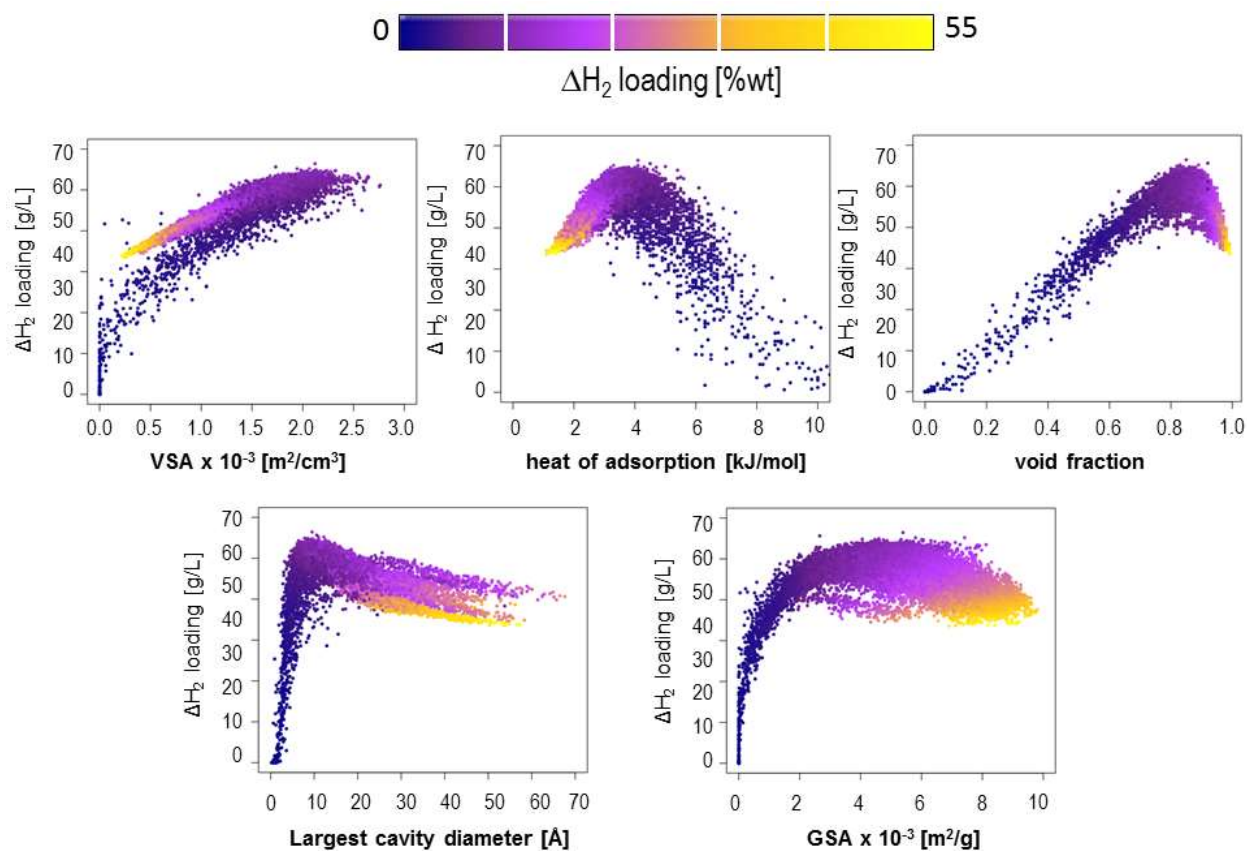 0 55
ΔH₂ loading [%wt]
70
60
50
40
30
20
10
0
ΔH₂ loading [g/L]
0.0 0.5 1.0 1.5 2.0 2.5 3.0
VSA x 10⁻³ [m²/cm³]
70
60
50
40
30
20
10
0
Δ H₂ loading [g/L]
0 2 4 6 8 10
heat of adsorption [kJ/mol]
70
60
50
40
30
20
10
0
Δ H₂ loading [g/L]
0.0 0.2 0.4 0.6 0.8 1.0
void fraction
70
60
50
40
30
20
10
0
ΔH₂ loading [g/L]
0 10 20 30 40 50 60 70
Largest cavity diameter [Å]
70
60
50
40
30
20
10
0
ΔH₂ loading [g/L]
0 2 4 6 8 10
GSA x 10⁻³ [m²/g]